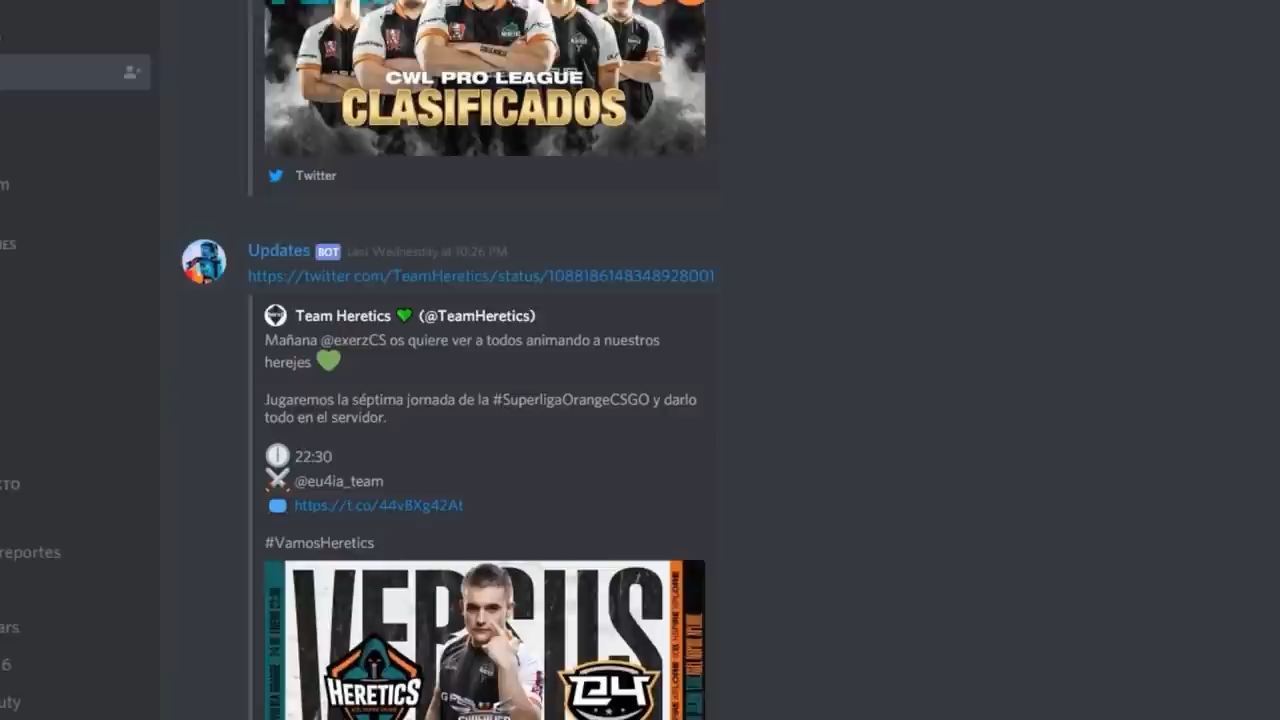 CWL PRO LEAGUE
CLASIFICADOS
Twitter
Updates BOT Last Wednesday at 10:26 PM
https://twitter.com/TeamHeretics/status/1088186148348928001
Team Heretics 💚 (@TeamHeretics)
Mañana @exerzCS os quiere ver a todos animando a nuestros
herejes 💚
Jugaremos la séptima jornada de la #SuperligaOrangeCSGO y darlo
todo en el servidor.
22:30
@eu4ia_team
https://t.co/44vBXg42At
#VamosHeretics
VERSUS
HERETICS
E4
reportes